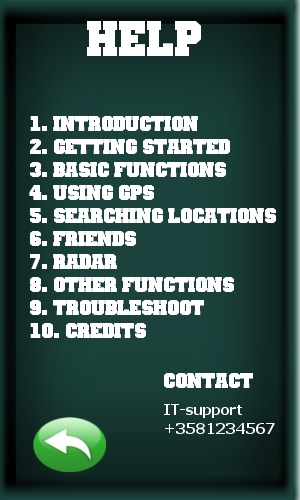 HELP
1. INTRODUCTION
2. GETTING STARTED
3. BASIC FUNCTIONS
4. USING GPS
5. SEARCHING LOCATIONS
6. FRIENDS
7. RADAR
8. OTHER FUNCTIONS
9. TROUBLESHOOT
10. CREDITS
CONTACT
IT-support
+3581234567